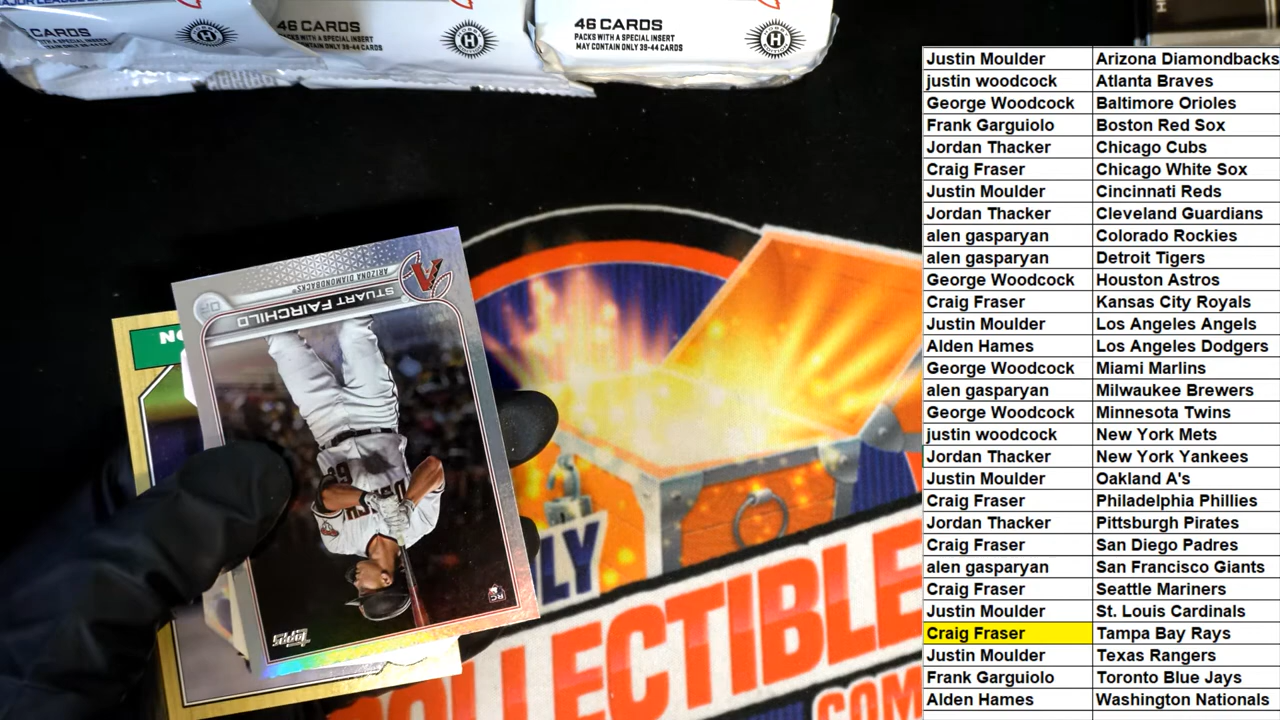 CARDS
46 CARDS
PACKS WITH A SPECIAL INSERT
MAY CONTAIN ONLY 39-44 CARDS
46 CARDS
PACKS WITH A SPECIAL INSERT
MAY CONTAIN ONLY 39-44 CARDS
H
ARIZONA DIAMONDBACKS
STUART FAIRCHILD
OF
RC
Topps
LY
COLLECTIBLE
COM
Justin Moulder Arizona Diamondbacks
justin woodcock Atlanta Braves
George Woodcock Baltimore Orioles
Frank Garguiolo Boston Red Sox
Jordan Thacker Chicago Cubs
Craig Fraser Chicago White Sox
Justin Moulder Cincinnati Reds
Jordan Thacker Cleveland Guardians
alen gasparyan Colorado Rockies
alen gasparyan Detroit Tigers
George Woodcock Houston Astros
Craig Fraser Kansas City Royals
Justin Moulder Los Angeles Angels
Alden Hames Los Angeles Dodgers
George Woodcock Miami Marlins
alen gasparyan Milwaukee Brewers
George Woodcock Minnesota Twins
justin woodcock New York Mets
Jordan Thacker New York Yankees
Justin Moulder Oakland A's
Craig Fraser Philadelphia Phillies
Jordan Thacker Pittsburgh Pirates
Craig Fraser San Diego Padres
alen gasparyan San Francisco Giants
Craig Fraser Seattle Mariners
Justin Moulder St. Louis Cardinals
Craig Fraser Tampa Bay Rays
Justin Moulder Texas Rangers
Frank Garguiolo Toronto Blue Jays
Alden Hames Washington Nationals